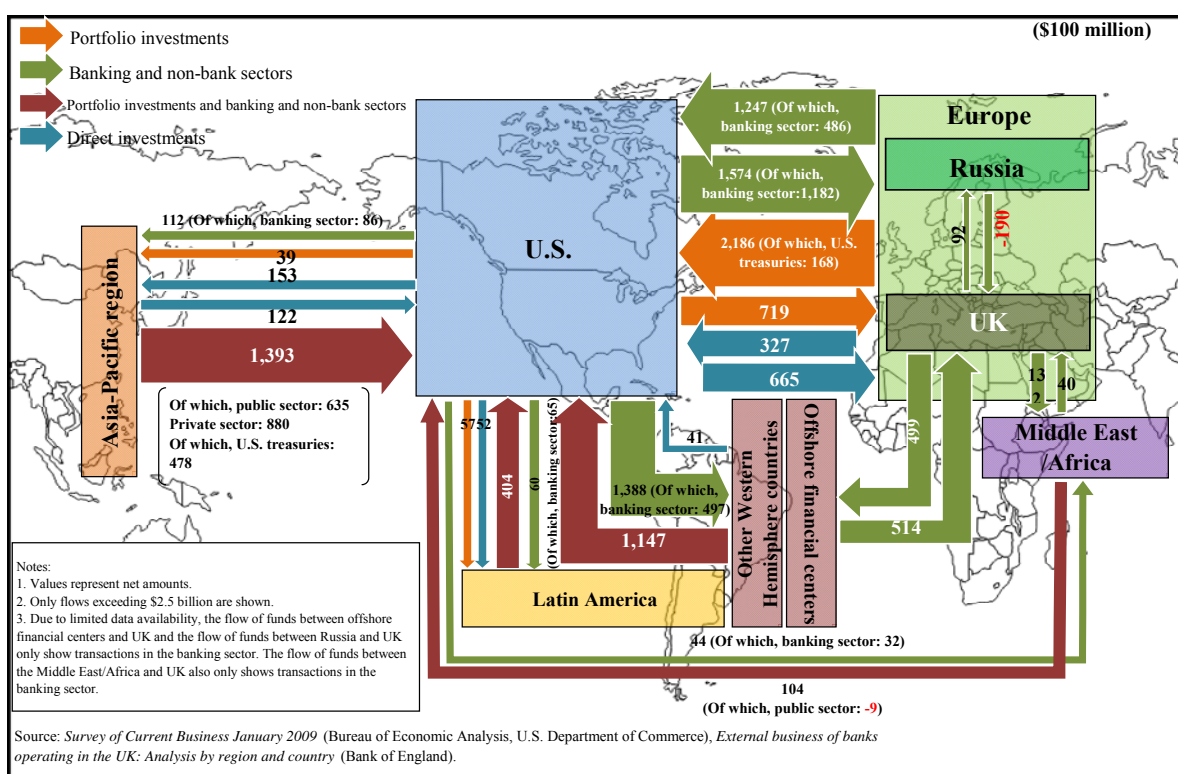 ($100 million)
Portfolio investments
Banking and non-bank sectors
Portfolio investments and banking and non-bank sectors
Direct investments
1,247 (Of which,
banking sector: 486)
Europe
Russia
1,574 (Of which,
banking sector:1,182)
112 (Of which, banking sector: 86)
U.S.
92
-190
2,186 (Of which, U.S.
treasuries: 168)
39
153
122
Asia-Pacific region
719
UK
1,393
327
665
Of which, public sector: 635
Private sector: 880
Of which, U.S. treasuries:
478
57
52
404
60
(Of which, banking sector:65)
41
499
13
2
40
Middle East
/Africa
1,388 (Of which,
banking sector: 497)
1,147
514
Other Western
Hemisphere countries
Offshore financial centers
Latin America
44 (Of which, banking sector: 32)
104
(Of which, public sector: -9)
Notes:
1. Values represent net amounts.
2. Only flows exceeding $2.5 billion are shown.
3. Due to limited data availability, the flow of funds between offshore
financial centers and UK and the flow of funds between Russia and UK
only show transactions in the banking sector. The flow of funds between
the Middle East/Africa and UK also only shows transactions in the
banking sector.
Source: Survey of Current Business January 2009 (Bureau of Economic Analysis, U.S. Department of Commerce), External business of banks
operating in the UK: Analysis by region and country (Bank of England).